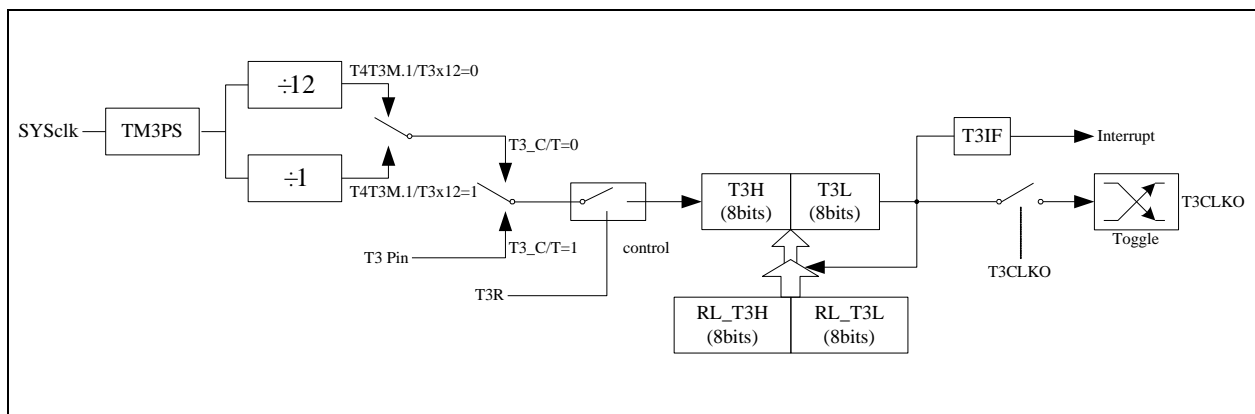 T4T3M.1/T3x12=0
÷12
SYSclk
TM3PS
÷1
T4T3M.1/T3x12=1
T3_C/T=0
T3_C/T=1
T3 Pin
T3R
control
T3H
(8bits)
T3L
(8bits)
RL_T3H
(8bits)
RL_T3L
(8bits)
T3IF
Interrupt
T3CLKO
Toggle
T3CLKO